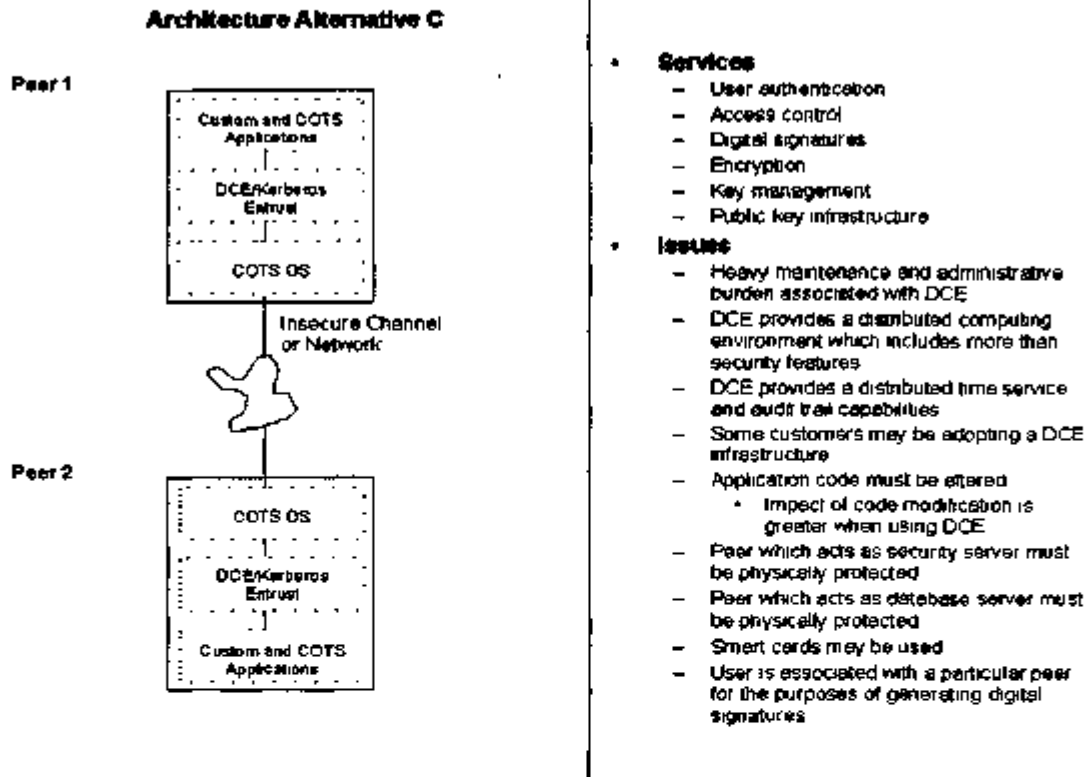 Architecture Alternative C
Peer 1
Custom and COTS
Applications
DCE/Kerberos
Entrust
COTS OS
Insecure Channel
or Network
Peer 2
COTS OS
DCE/Kerberos
Entrust
Custom and COTS
Applications
• Services
– User authentication
– Access control
– Digital signatures
– Encryption
– Key management
– Public key infrastructure
• Issues
– Heavy maintenance and administrative
burden associated with DCE
– DCE provides a distributed computing
environment which includes more than
security features
– DCE provides a distributed time service
and audit trail capabilities
– Some customers may be adopting a DCE
infrastructure
– Application code must be altered
• Impact of code modification is
greater when using DCE
– Peer which acts as security server must
be physically protected
– Peer which acts as database server must
be physically protected
– Smart cards may be used
– User is associated with a particular peer
for the purposes of generating digital
signatures